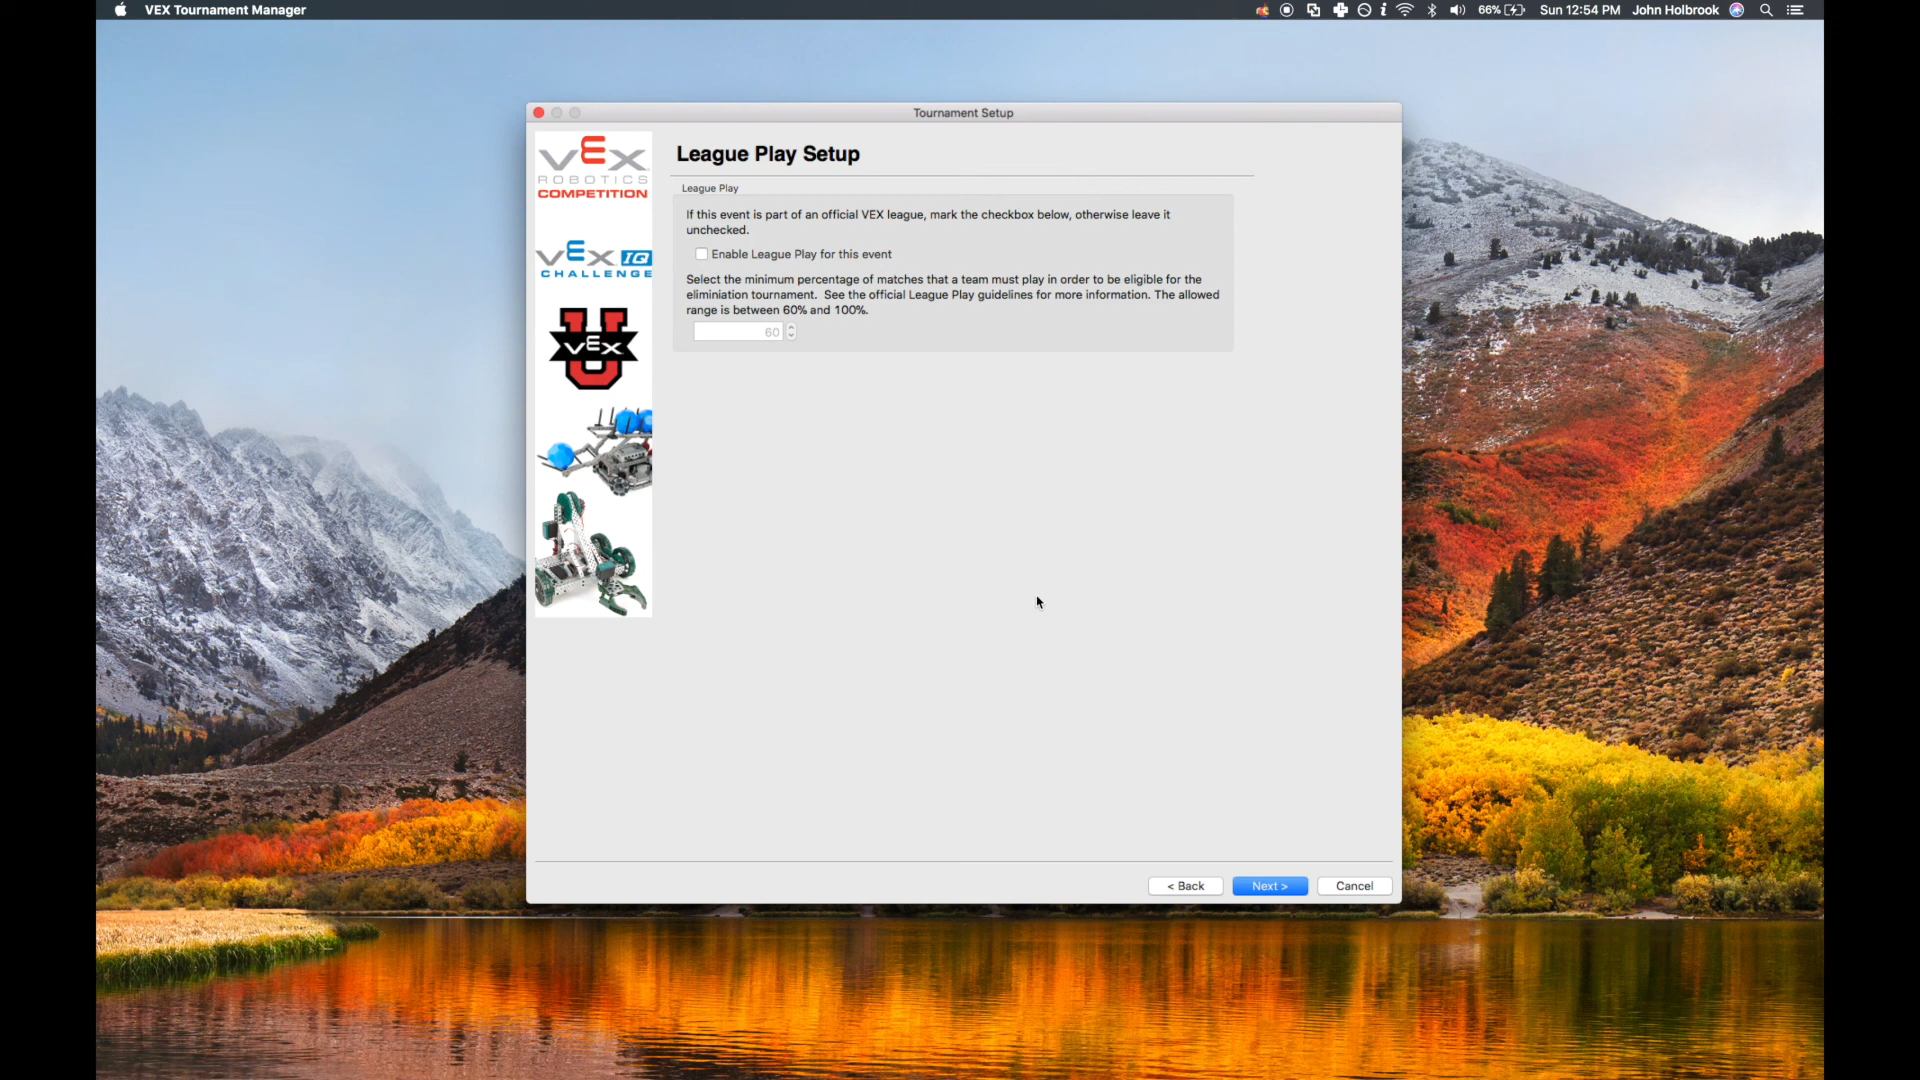 VEX Tournament Manager
66%
Sun 12:54 PM
John Holbrook
Tournament Setup
VEX
ROBOTICS
COMPETITION
VEX IQ
CHALLENGE
VEX U
League Play Setup
League Play
If this event is part of an official VEX league, mark the checkbox below, otherwise leave it
unchecked.
Enable League Play for this event
Select the minimum percentage of matches that a team must play in order to be eligible for the
eliminiation tournament. See the official League Play guidelines for more information. The allowed
range is between 60% and 100%.
60
< Back
Next >
Cancel